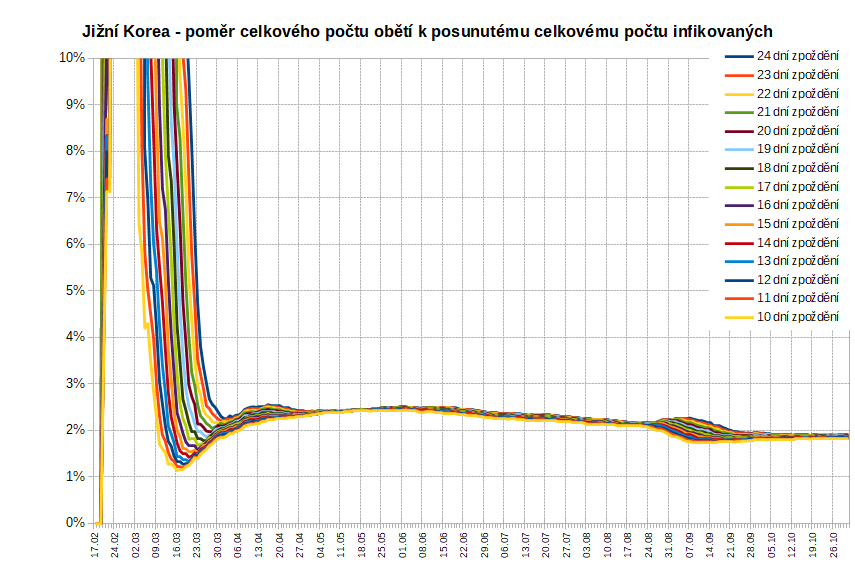 Jižní Korea - poměr celkového počtu obětí k posunutému celkovému počtu infikovaných
10%
9%
8%
7%
6%
5%
4%
3%
2%
1%
0%
24 dní zpoždění
23 dní zpoždění
22 dní zpoždění
21 dní zpoždění
20 dní zpoždění
19 dní zpoždění
18 dní zpoždění
17 dní zpoždění
16 dní zpoždění
15 dní zpoždění
14 dní zpoždění
13 dní zpoždění
12 dní zpoždění
11 dní zpoždění
10 dní zpoždění
17.02 24.02 02.03 09.03 16.03 23.03 30.03 06.04 13.04 20.04 27.04 04.05 11.05 18.05 25.05 01.06 08.06 15.06 22.06 29.06 06.07 13.07 20.07 27.07 03.08 10.08 17.08 24.08 31.08 07.09 14.09 21.09 28.09 05.10 12.10 19.10 26.10